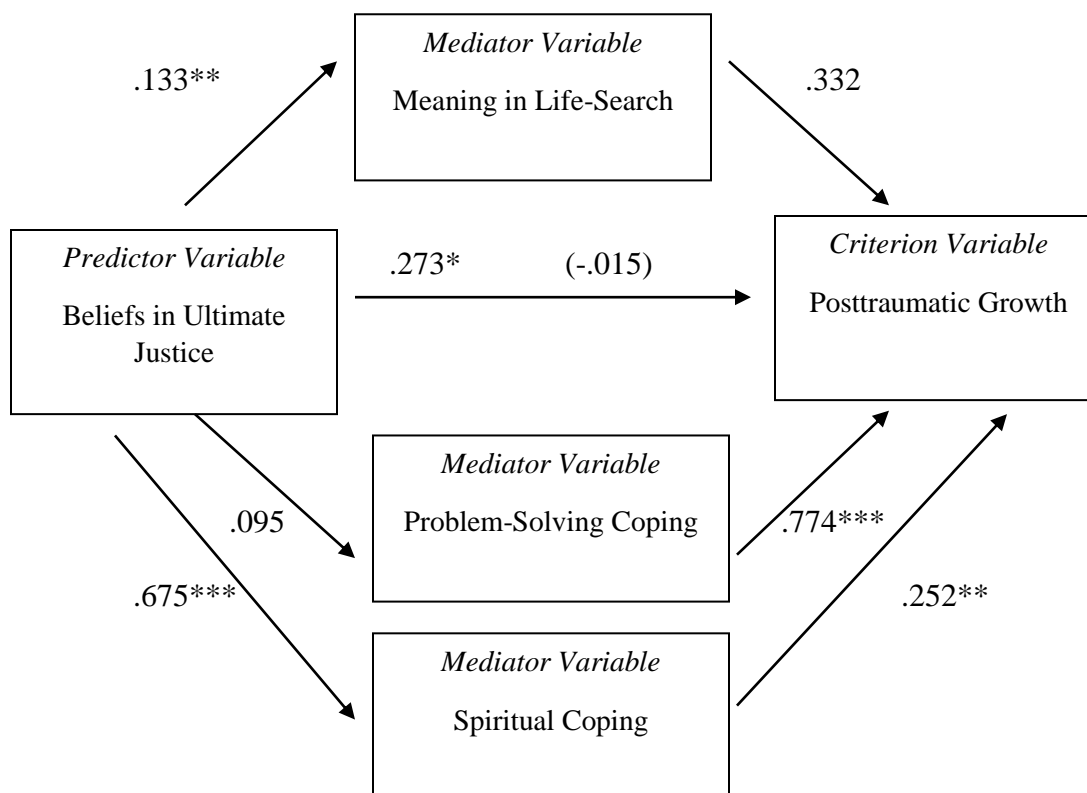 Mediator Variable
Meaning in Life-Search
.133**
.332
Predictor Variable
Beliefs in Ultimate
Justice
.273* (-.015)
Criterion Variable
Posttraumatic Growth
Mediator Variable
Problem-Solving Coping
.095
.774***
.675***
.252**
Mediator Variable
Spiritual Coping